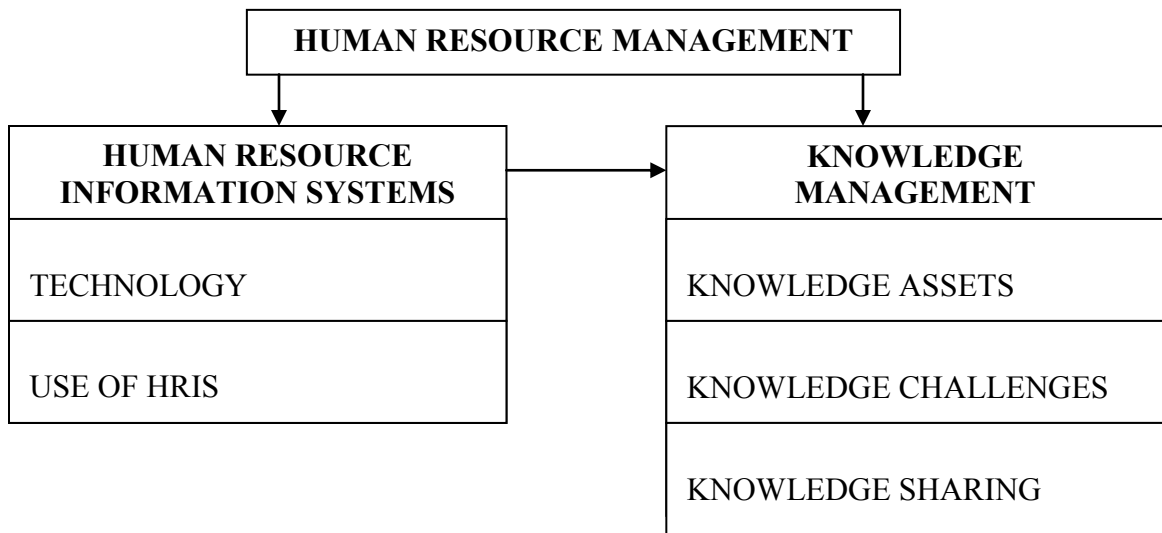 HUMAN RESOURCE MANAGEMENT
HUMAN RESOURCE
INFORMATION SYSTEMS
TECHNOLOGY
USE OF HRIS
KNOWLEDGE
MANAGEMENT
KNOWLEDGE ASSETS
KNOWLEDGE CHALLENGES
KNOWLEDGE SHARING